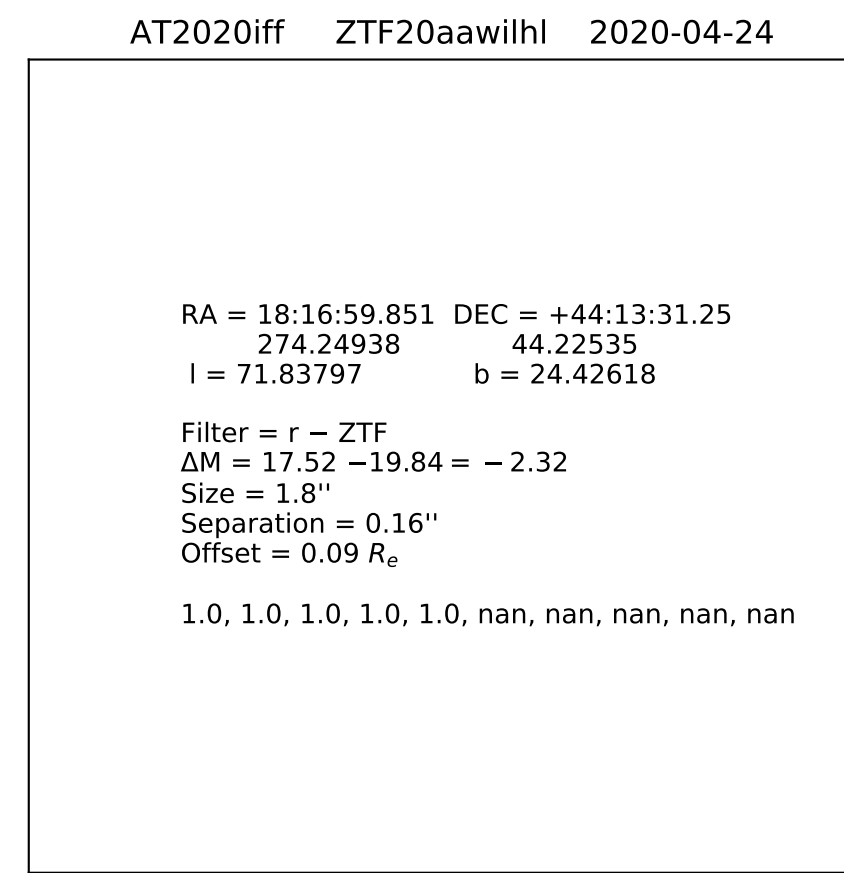 AT2020iff ZTF20aawilhl 2020-04-24
RA = 18:16:59.851 DEC = +44:13:31.25
274.24938 44.22535
l = 71.83797 b = 24.42618
Filter = r − ZTF
ΔM = 17.52 −19.84 = −2.32
Size = 1.8''
Separation = 0.16''
Offset = 0.09 Rₑ
1.0, 1.0, 1.0, 1.0, 1.0, nan, nan, nan, nan, nan